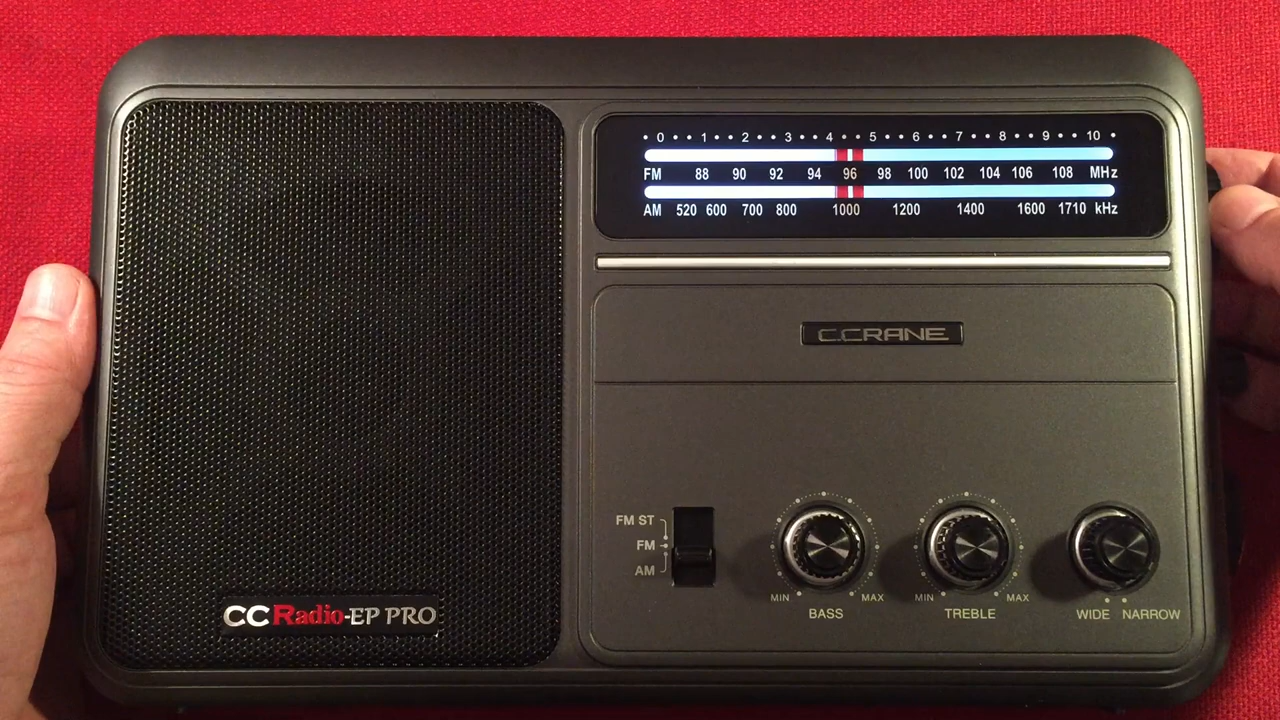 0 1 2 3 4 5 6 7 8 9 10
FM 88 90 92 94 96 98 100 102 104 106 108 MHz
AM 520 600 700 800 1000 1200 1400 1600 1710 kHz
C.CRANE
FM ST
FM
AM
MIN MAX
BASS
MIN MAX
TREBLE
WIDE NARROW
CCRadio-EP PRO